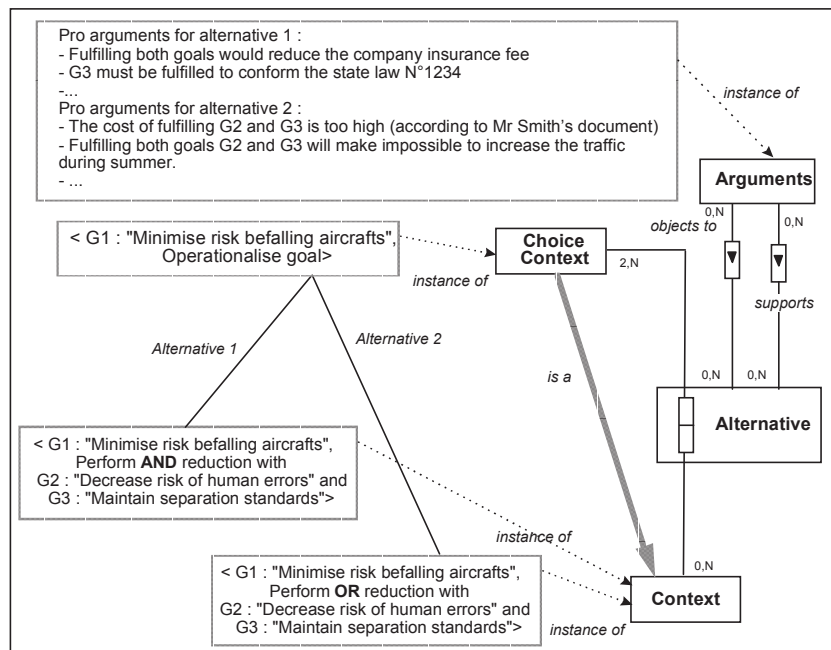 Pro arguments for alternative 1 :
- Fulfilling both goals would reduce the company insurance fee
- G3 must be fulfilled to conform the state law N°1234
-...
Pro arguments for alternative 2 :
- The cost of fulfilling G2 and G3 is too high (according to Mr Smith's document)
- Fulfilling both goals G2 and G3 will make impossible to increase the traffic
during summer.
- ...
instance of
Arguments
0,N
0,N
objects to
supports
< G1 : "Minimise risk befalling aircrafts",
Operationalise goal>
instance of
Choice
Context
2,N
Alternative 1
Alternative 2
is a
0,N
0,N
Alternative
< G1 : "Minimise risk befalling aircrafts",
Perform AND reduction with
G2 : "Decrease risk of human errors" and
G3 : "Maintain separation standards">
instance of
0,N
< G1 : "Minimise risk befalling aircrafts",
Perform OR reduction with
G2 : "Decrease risk of human errors" and
G3 : "Maintain separation standards">
Context
instance of